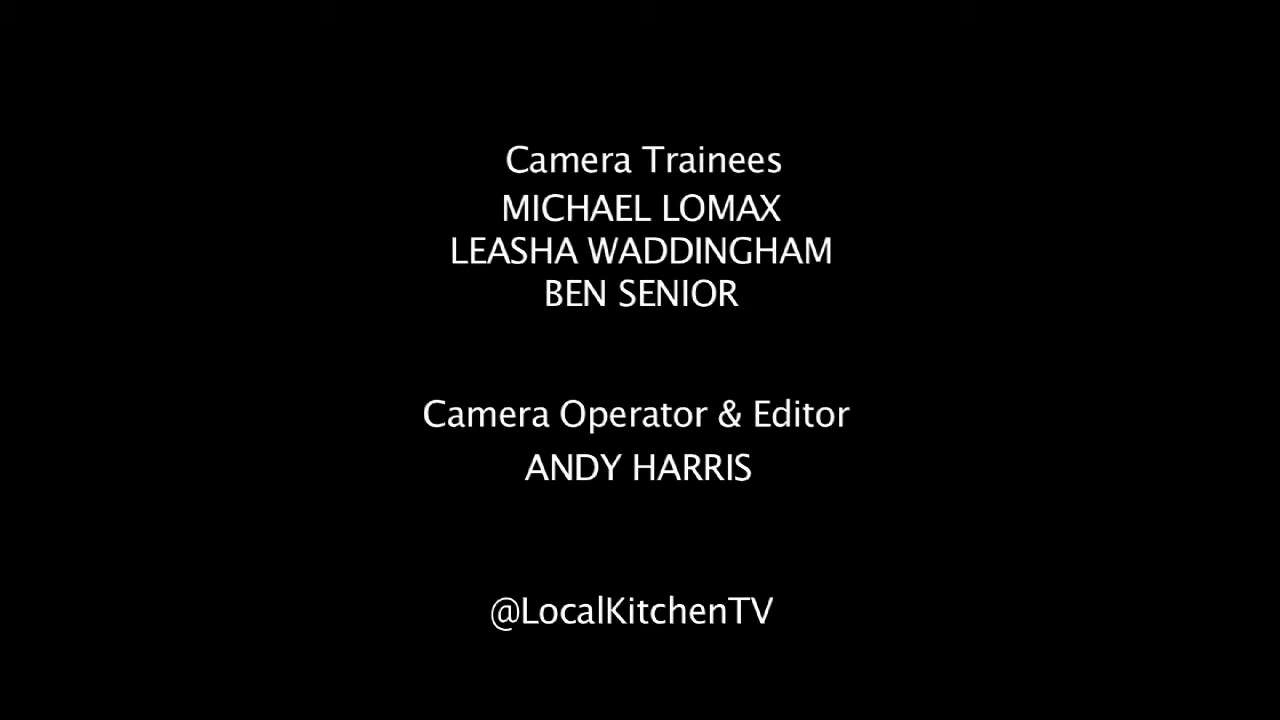 Camera Trainees
MICHAEL LOMAX
LEASHA WADDINGHAM
BEN SENIOR
Camera Operator & Editor
ANDY HARRIS
@LocalKitchenTV